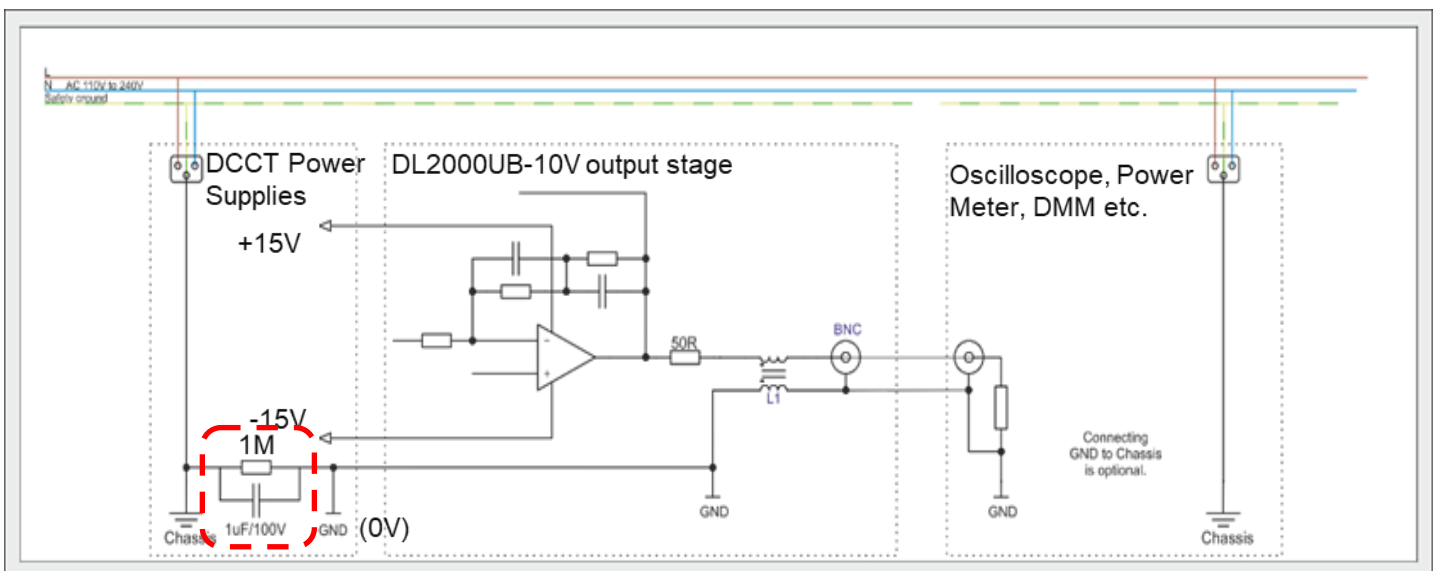 L
N AC 110V to 240V
Safety ground
DCCT Power
Supplies
+15V
-15V
1M
1uF/100V
Chassis
GND
(0V)
DL2000UB-10V output stage
50R
BNC
L1
GND
Oscilloscope, Power
Meter, DMM etc.
Connecting
GND to Chassis
is optional.
GND
Chassis